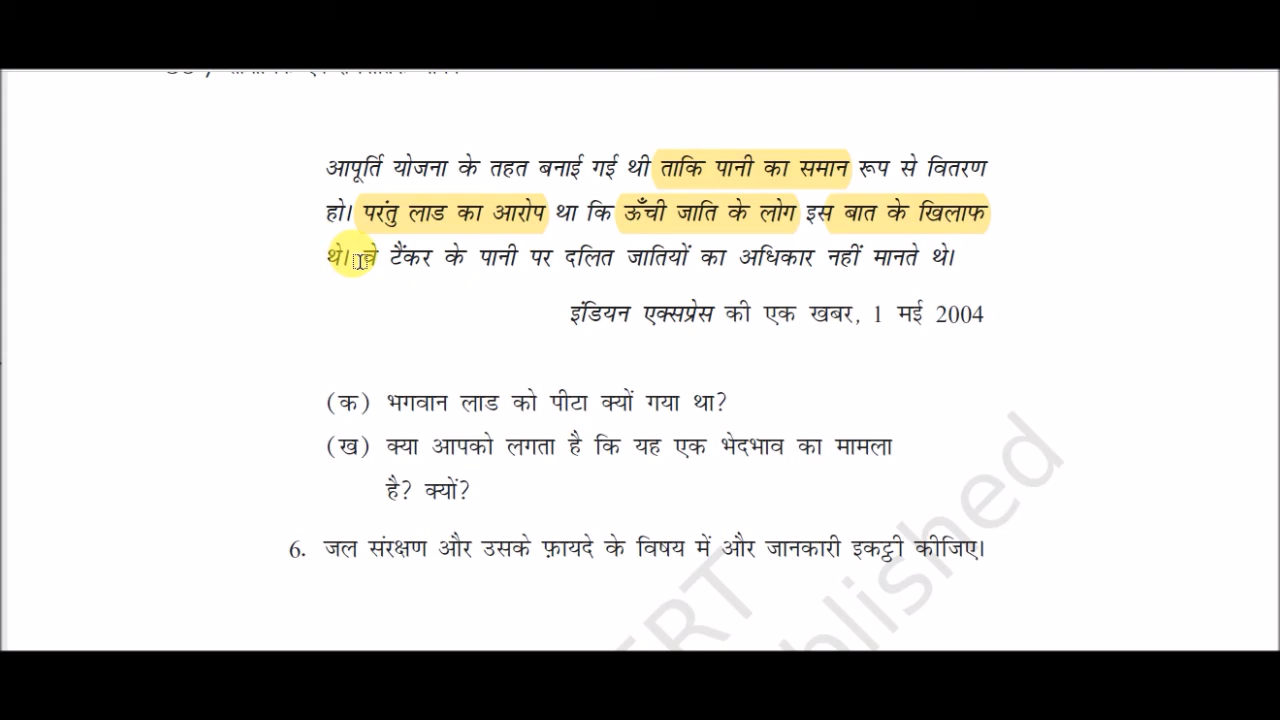 आपूर्ति योजना के तहत बनाई गई थी ताकि पानी का समान रूप से वितरण
हो। परंतु लाड का आरोप था कि ऊँची जाति के लोग इस बात के खिलाफ
थे। वे टैंकर के पानी पर दलित जातियों का अधिकार नहीं मानते थे।
इंडियन एक्सप्रेस की एक खबर, 1 मई 2004
(क) भगवान लाड को पीटा क्यों गया था?
(ख) क्या आपको लगता है कि यह एक भेदभाव का मामला
है? क्यों?
6. जल संरक्षण और उसके फ़ायदे के विषय में और जानकारी इकट्ठी कीजिए।